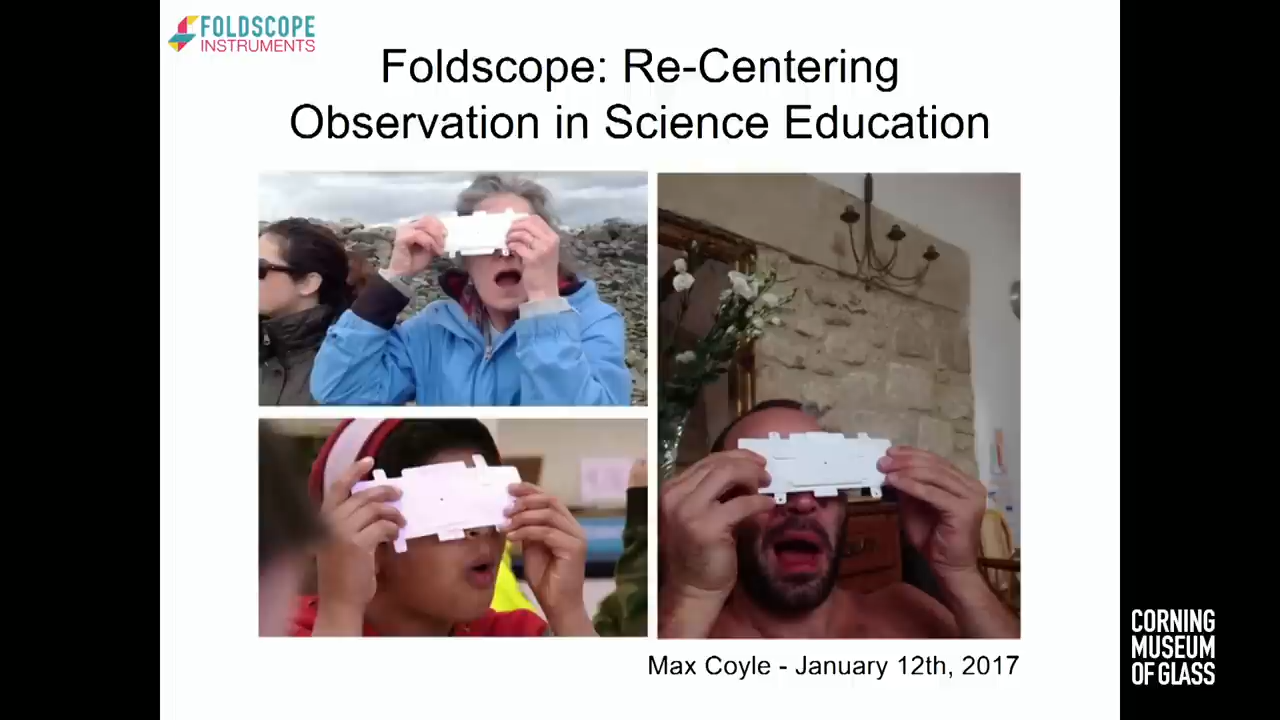 FOLDSCOPE
INSTRUMENTS
Foldscope: Re-Centering
Observation in Science Education
Max Coyle - January 12th, 2017
CORNING
MUSEUM
OF GLASS